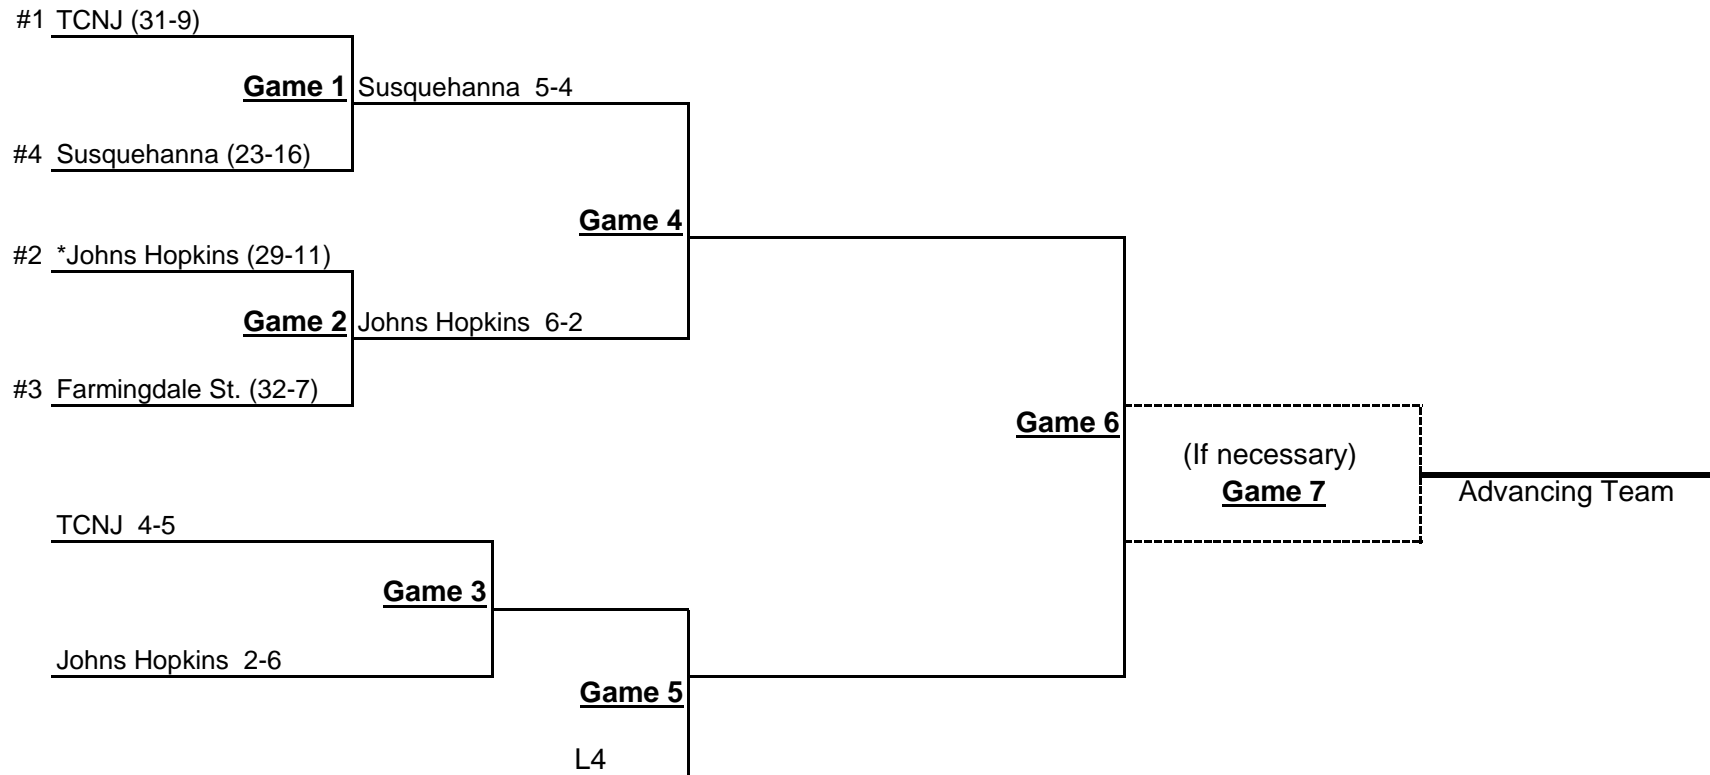 #1 TCNJ (31-9)
Game 1 Susquehanna 5-4
#4 Susquehanna (23-16)
Game 4
#2 *Johns Hopkins (29-11)
Game 2 Johns Hopkins 6-2
#3 Farmingdale St. (32-7)
Game 6
(If necessary)
Game 7
Advancing Team
TCNJ 4-5
Game 3
Johns Hopkins 2-6
Game 5
L4